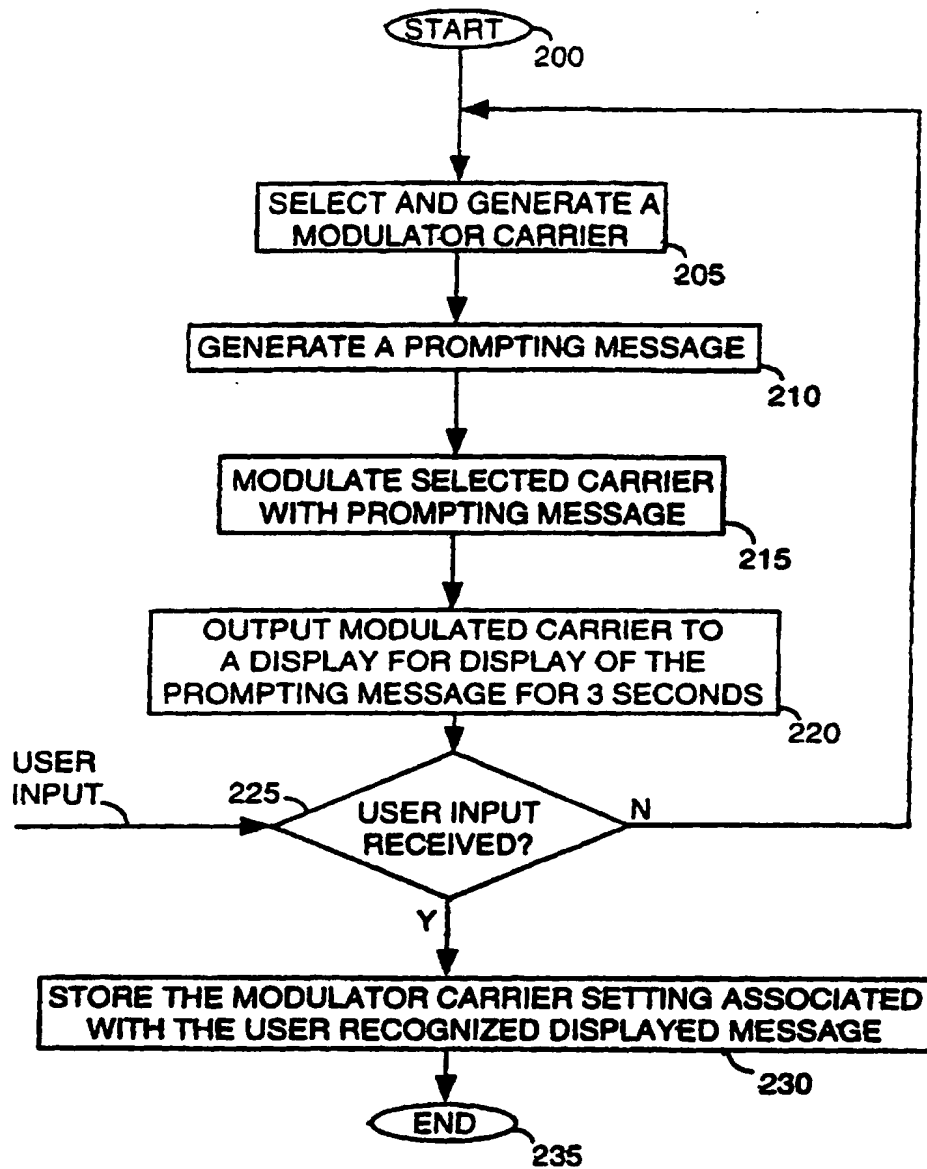 START
200
SELECT AND GENERATE A
MODULATOR CARRIER
205
GENERATE A PROMPTING MESSAGE
210
MODULATE SELECTED CARRIER
WITH PROMPTING MESSAGE
215
OUTPUT MODULATED CARRIER TO
A DISPLAY FOR DISPLAY OF THE
PROMPTING MESSAGE FOR 3 SECONDS
220
USER
INPUT
225
USER INPUT
RECEIVED?
N
Y
STORE THE MODULATOR CARRIER SETTING ASSOCIATED
WITH THE USER RECOGNIZED DISPLAYED MESSAGE
230
END
235